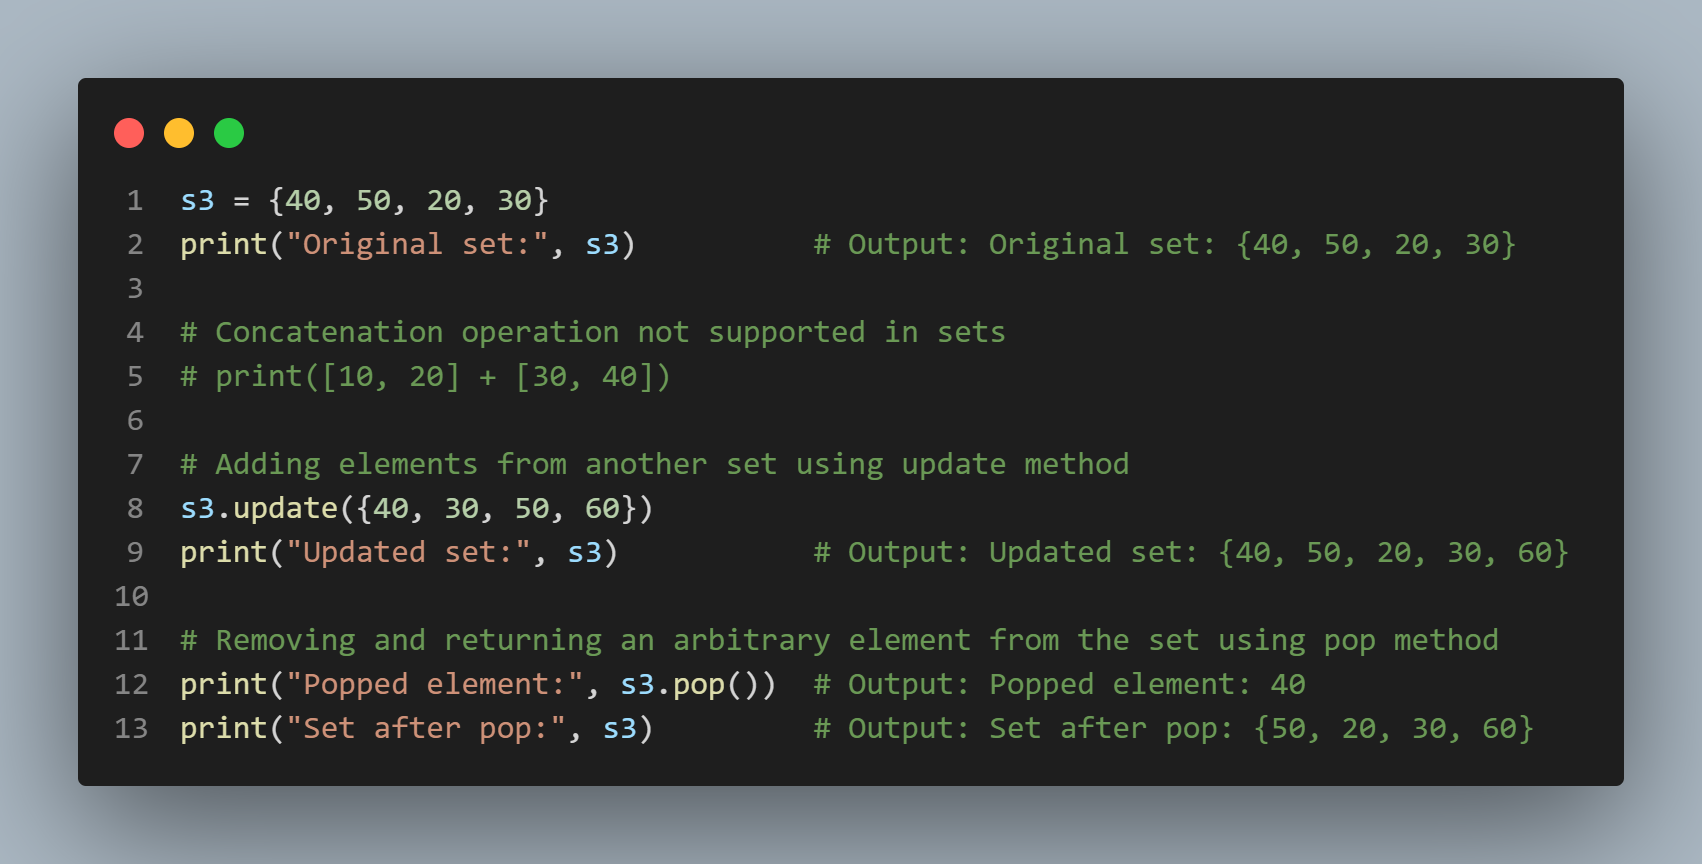 1 s3 = {40, 50, 20, 30}
2 print("Original set:", s3)          # Output: Original set: {40, 50, 20, 30}
3
4 # Concatenation operation not supported in sets
5 # print([10, 20] + [30, 40])
6
7 # Adding elements from another set using update method
8 s3.update({40, 30, 50, 60})
9 print("Updated set:", s3)           # Output: Updated set: {40, 50, 20, 30, 60}
10
11 # Removing and returning an arbitrary element from the set using pop method
12 print("Popped element:", s3.pop())  # Output: Popped element: 40
13 print("Set after pop:", s3)         # Output: Set after pop: {50, 20, 30, 60}